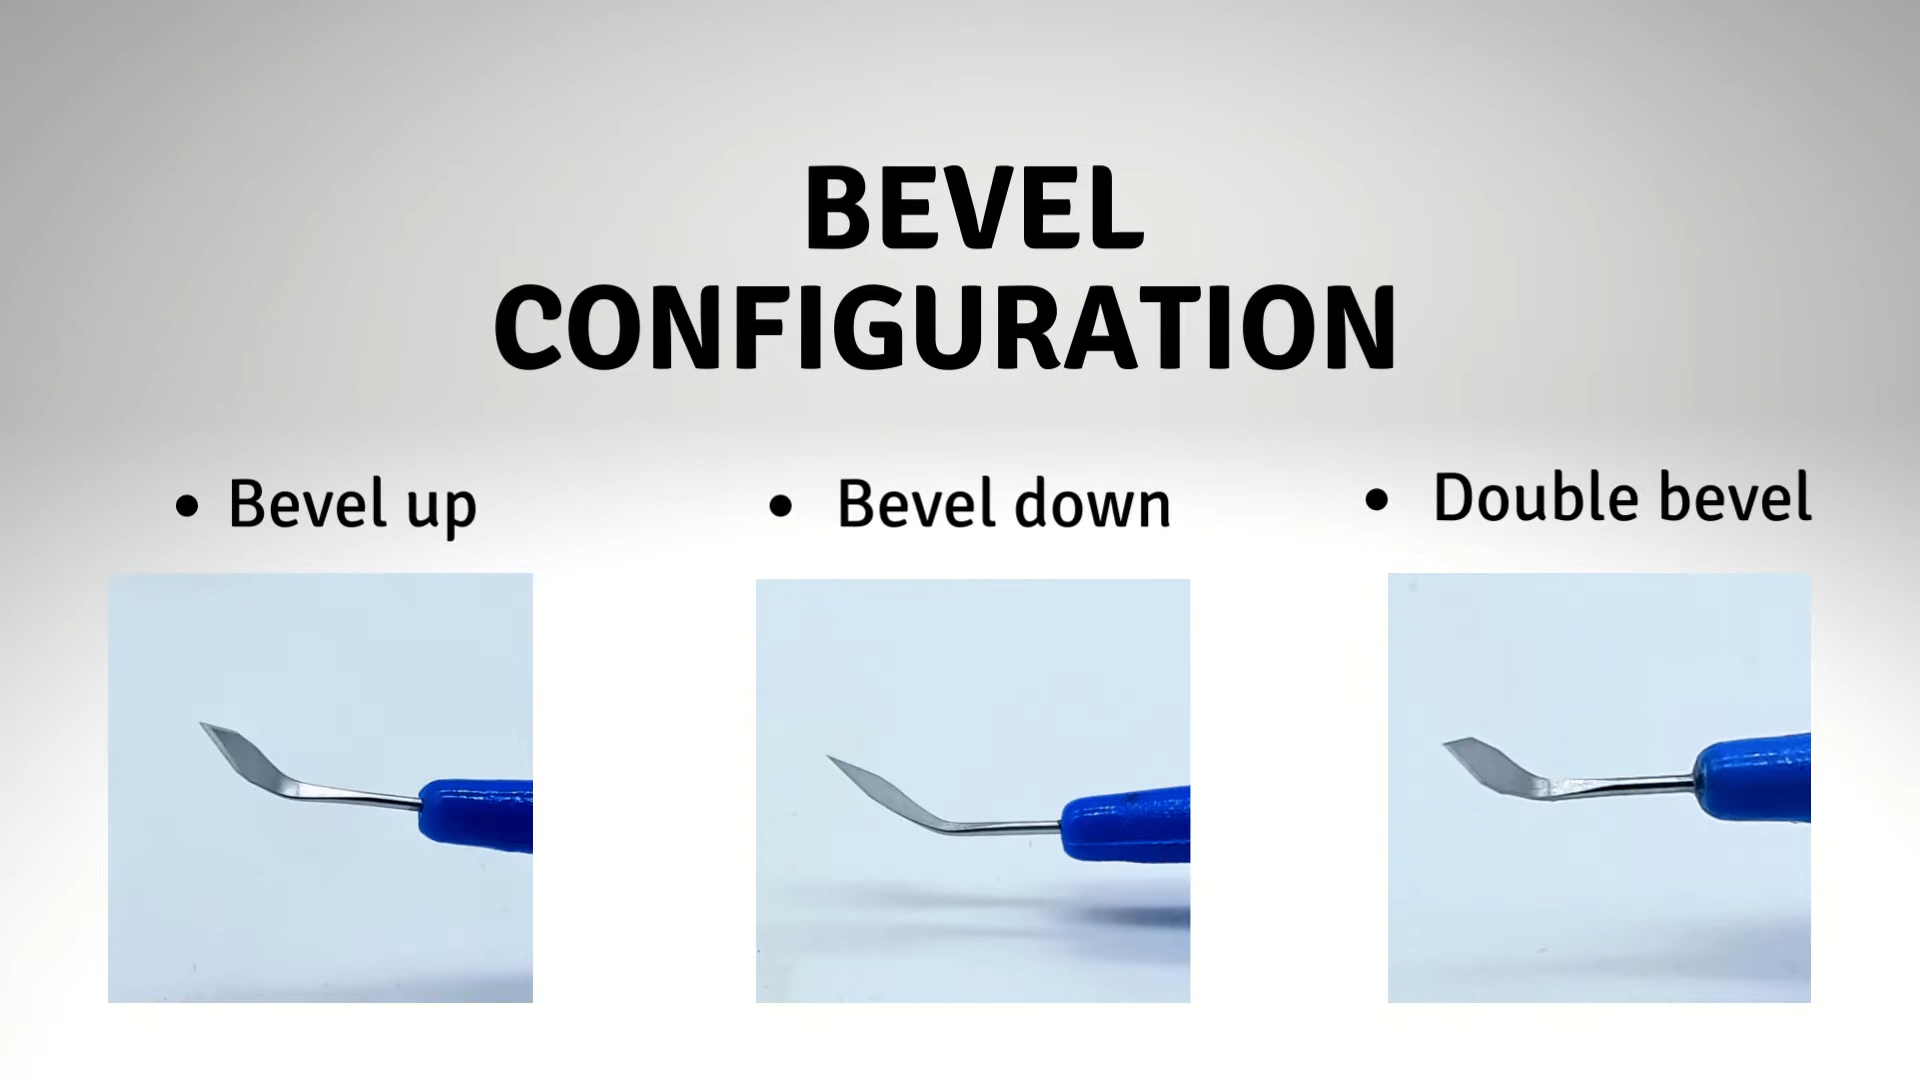 BEVEL
CONFIGURATION
• Bevel up
• Bevel down
• Double bevel